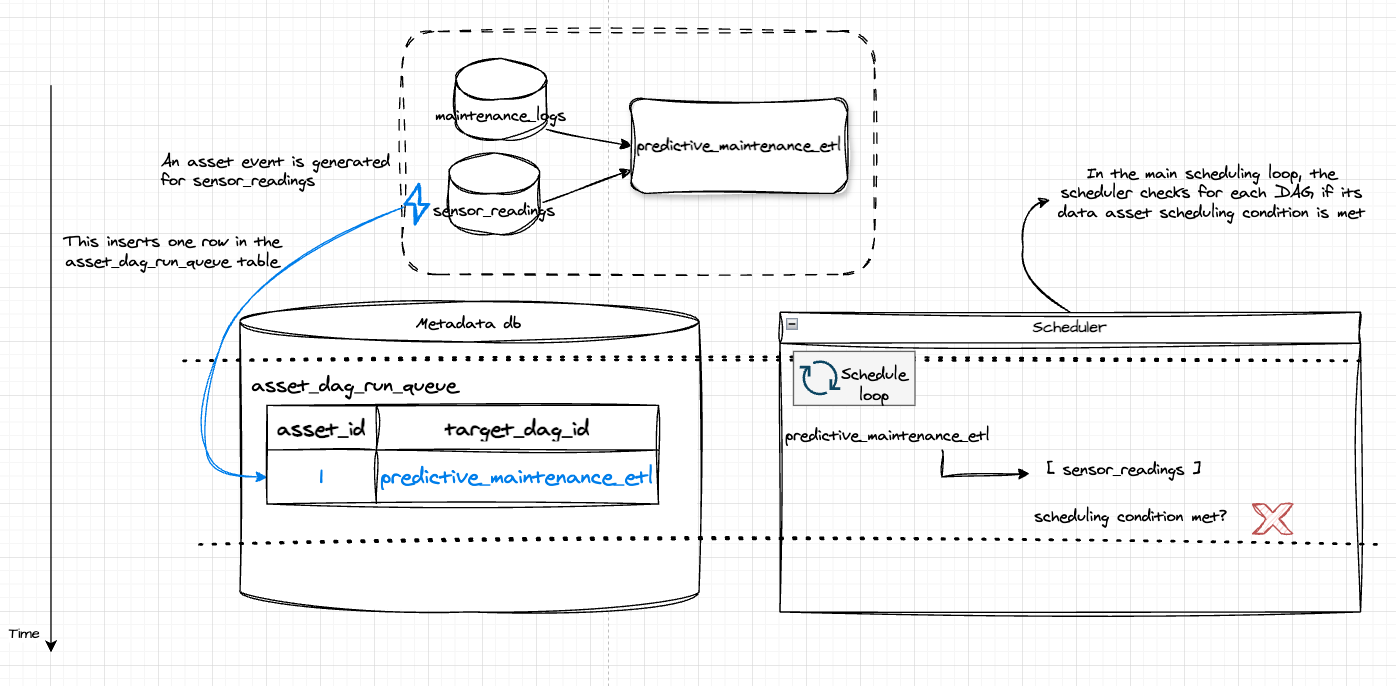 maintenance_logs
predictive_maintenance_etl
sensor_readings
An asset event is generated
for sensor_readings
This inserts one row in the
asset_dag_run_queue table
In the main scheduling loop, the
scheduler checks for each DAG, if its
data asset scheduling condition is met
Metadata db
asset_dag_run_queue
asset_id target_dag_id
1 predictive_maintenance_etl
Scheduler
Schedule
loop
predictive_maintenance_etl
[ sensor_readings ]
scheduling condition met?
Time